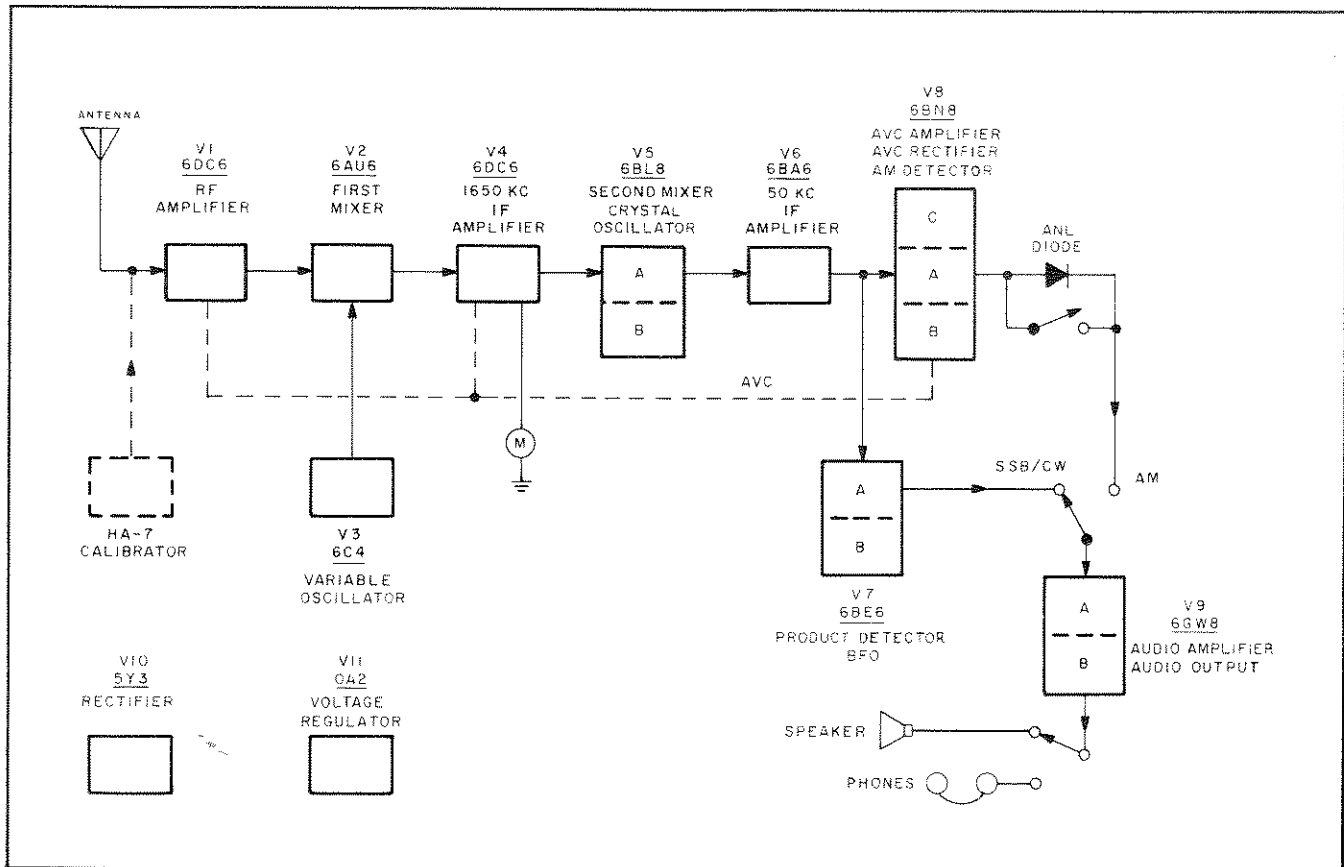 ANTENNA
V1
6DC6
RF
AMPLIFIER
V2
6AU6
FIRST
MIXER
V4
6DC6
1650 KC
IF
AMPLIFIER
V5
6BL8
SECOND MIXER
CRYSTAL
OSCILLATOR
V6
6BA6
50 KC
IF
AMPLIFIER
V8
6BN8
AVC AMPLIFIER
AVC RECTIFIER
AM DETECTOR
ANL
DIODE
A
B
C
A
B
AVC
M
HA-7
CALIBRATOR
V3
6C4
VARIABLE
OSCILLATOR
A
B
V7
6BE6
PRODUCT DETECTOR
BFO
SSB/CW
AM
A
B
V9
6GW8
AUDIO AMPLIFIER
AUDIO OUTPUT
V10
5Y3
RECTIFIER
V11
OA2
VOLTAGE
REGULATOR
SPEAKER
PHONES